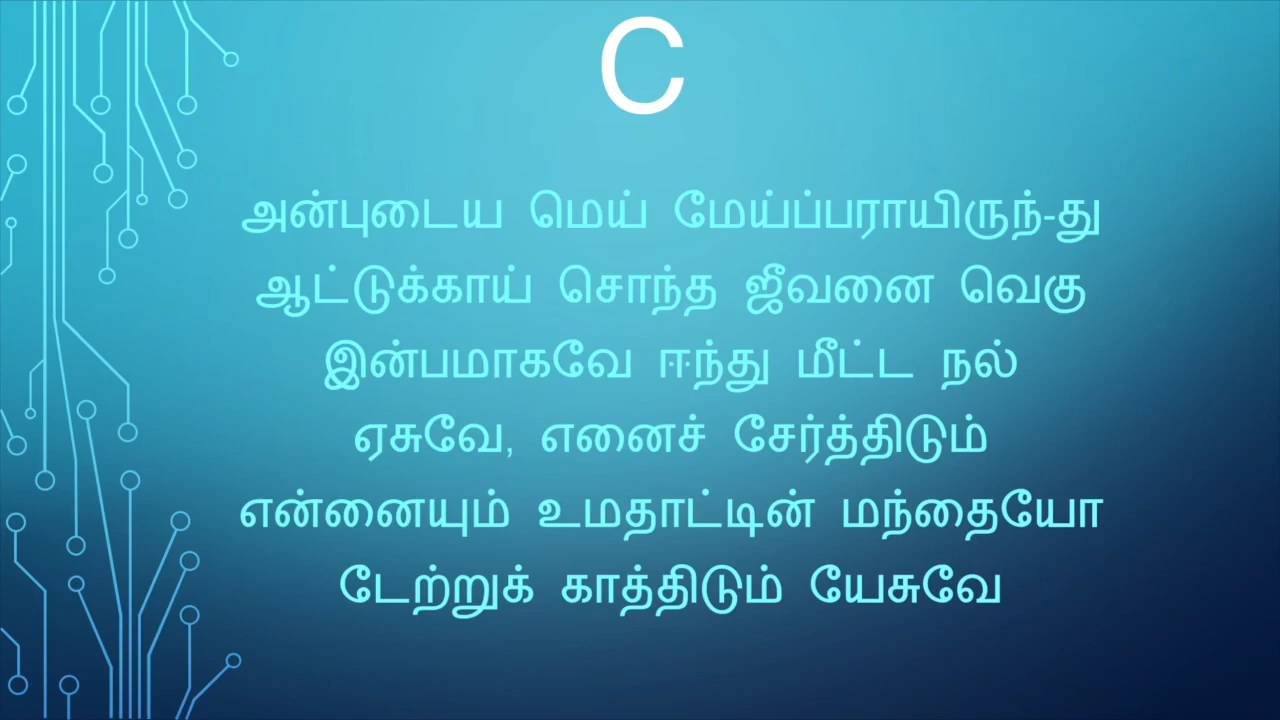 C
அன்புடைய மெய் மேய்ப்பராயிருந்-து
ஆட்டுக்காய் சொந்த ஜீவனை வெகு
இன்பமாகவே ஈந்து மீட்ட நல்
ஏசுவே, எனைச் சேர்த்திடும்
என்னையும் உமதாட்டின் மந்தையோ
டேற்றுக் காத்திடும் யேசுவே